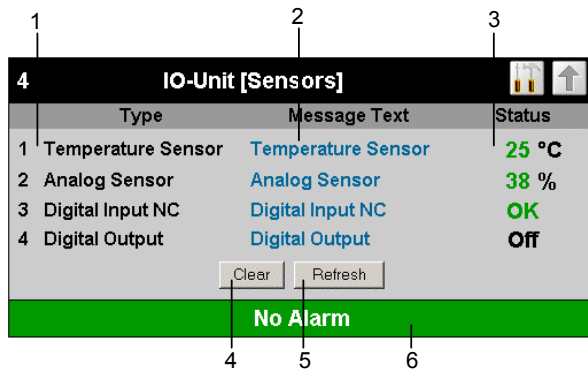 1 2 3
4 IO-Unit [Sensors]
Type Message Text Status
1 Temperature Sensor Temperature Sensor 25 °C
2 Analog Sensor Analog Sensor 38 %
3 Digital Input NC Digital Input NC OK
4 Digital Output Digital Output Off
Clear Refresh
No Alarm
4 5 6